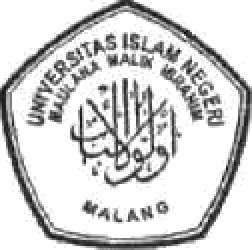 UNIVERSITAS ISLAM NEGERI
MAULANA MALIK IBRAHIM
MALANG